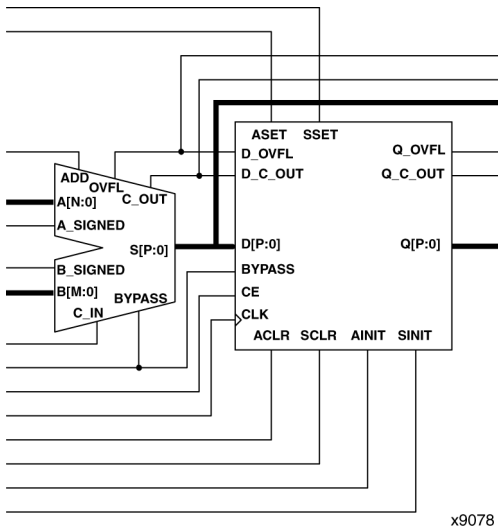 ASET SSET
D_OVFL
Q_OVFL
D_C_OUT
Q_C_OUT
ADD
OVFL
C_OUT
A[N:0]
A_SIGNED
S[P:0]
D[P:0]
Q[P:0]
B_SIGNED
BYPASS
B[M:0]
BYPASS
CE
C_IN
CLK
ACLR SCLR AINIT SINIT
x9078